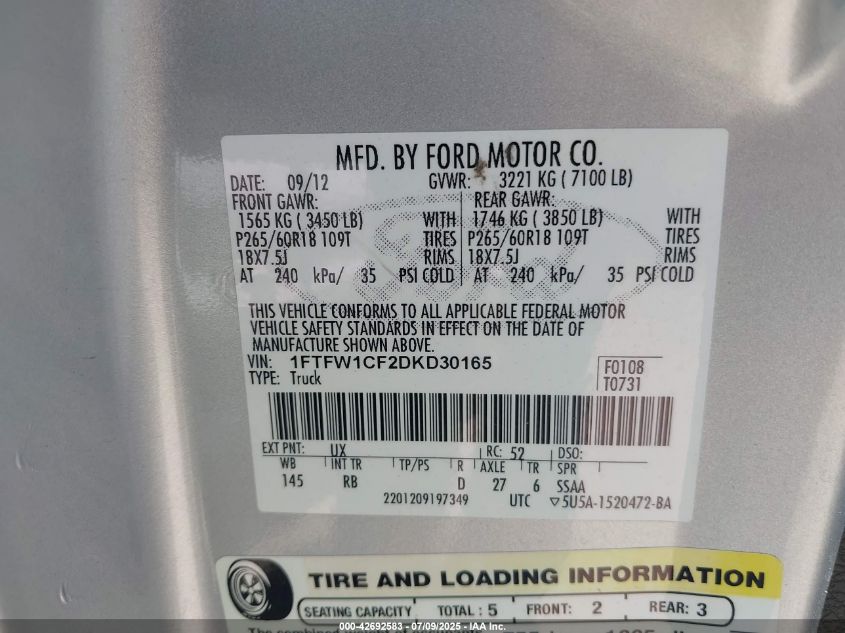 MFD. BY FORD MOTOR CO.
DATE: 09/12 GVWR: 3221 KG ( 7100 LB)
FRONT GAWR: REAR GAWR:
1565 KG ( 3450 LB) WITH 1746 KG ( 3850 LB) WITH
P265/60R18 109T TIRES P265/60R18 109T TIRES
18X7.5J RIMS 18X7.5J RIMS
AT 240 kPa/ 35 PSI COLD AT 240 kPa/ 35 PSI COLD
THIS VEHICLE CONFORMS TO ALL APPLICABLE FEDERAL MOTOR
VEHICLE SAFETY STANDARDS IN EFFECT ON THE DATE OF
MANUFACTURE SHOWN ABOVE.
VIN: 1FTFW1CF2DKD30165
TYPE: Truck
F0108
T0731
EXT PNT: UX RC: 52 DSO:
WB INT TR TP/PS R AXLE TR SPR
145 RB D 27 6 SSAA
2201209197349 UTC ▽5U5A-1520472-BA
TIRE AND LOADING INFORMATION
SEATING CAPACITY TOTAL : 5 FRONT: 2 REAR: 3
000-42692583 - 07/09/2025 - IAAI.com